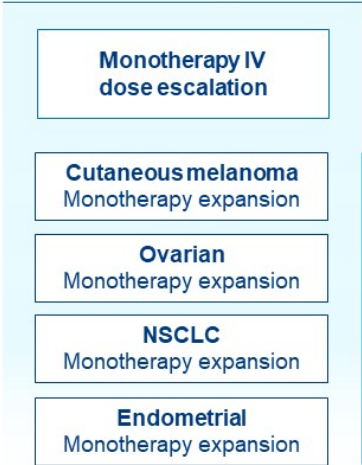 Monotherapy IV
dose escalation
Cutaneous melanoma
Monotherapy expansion
Ovarian
Monotherapy expansion
NSCLC
Monotherapy expansion
Endometrial
Monotherapy expansion